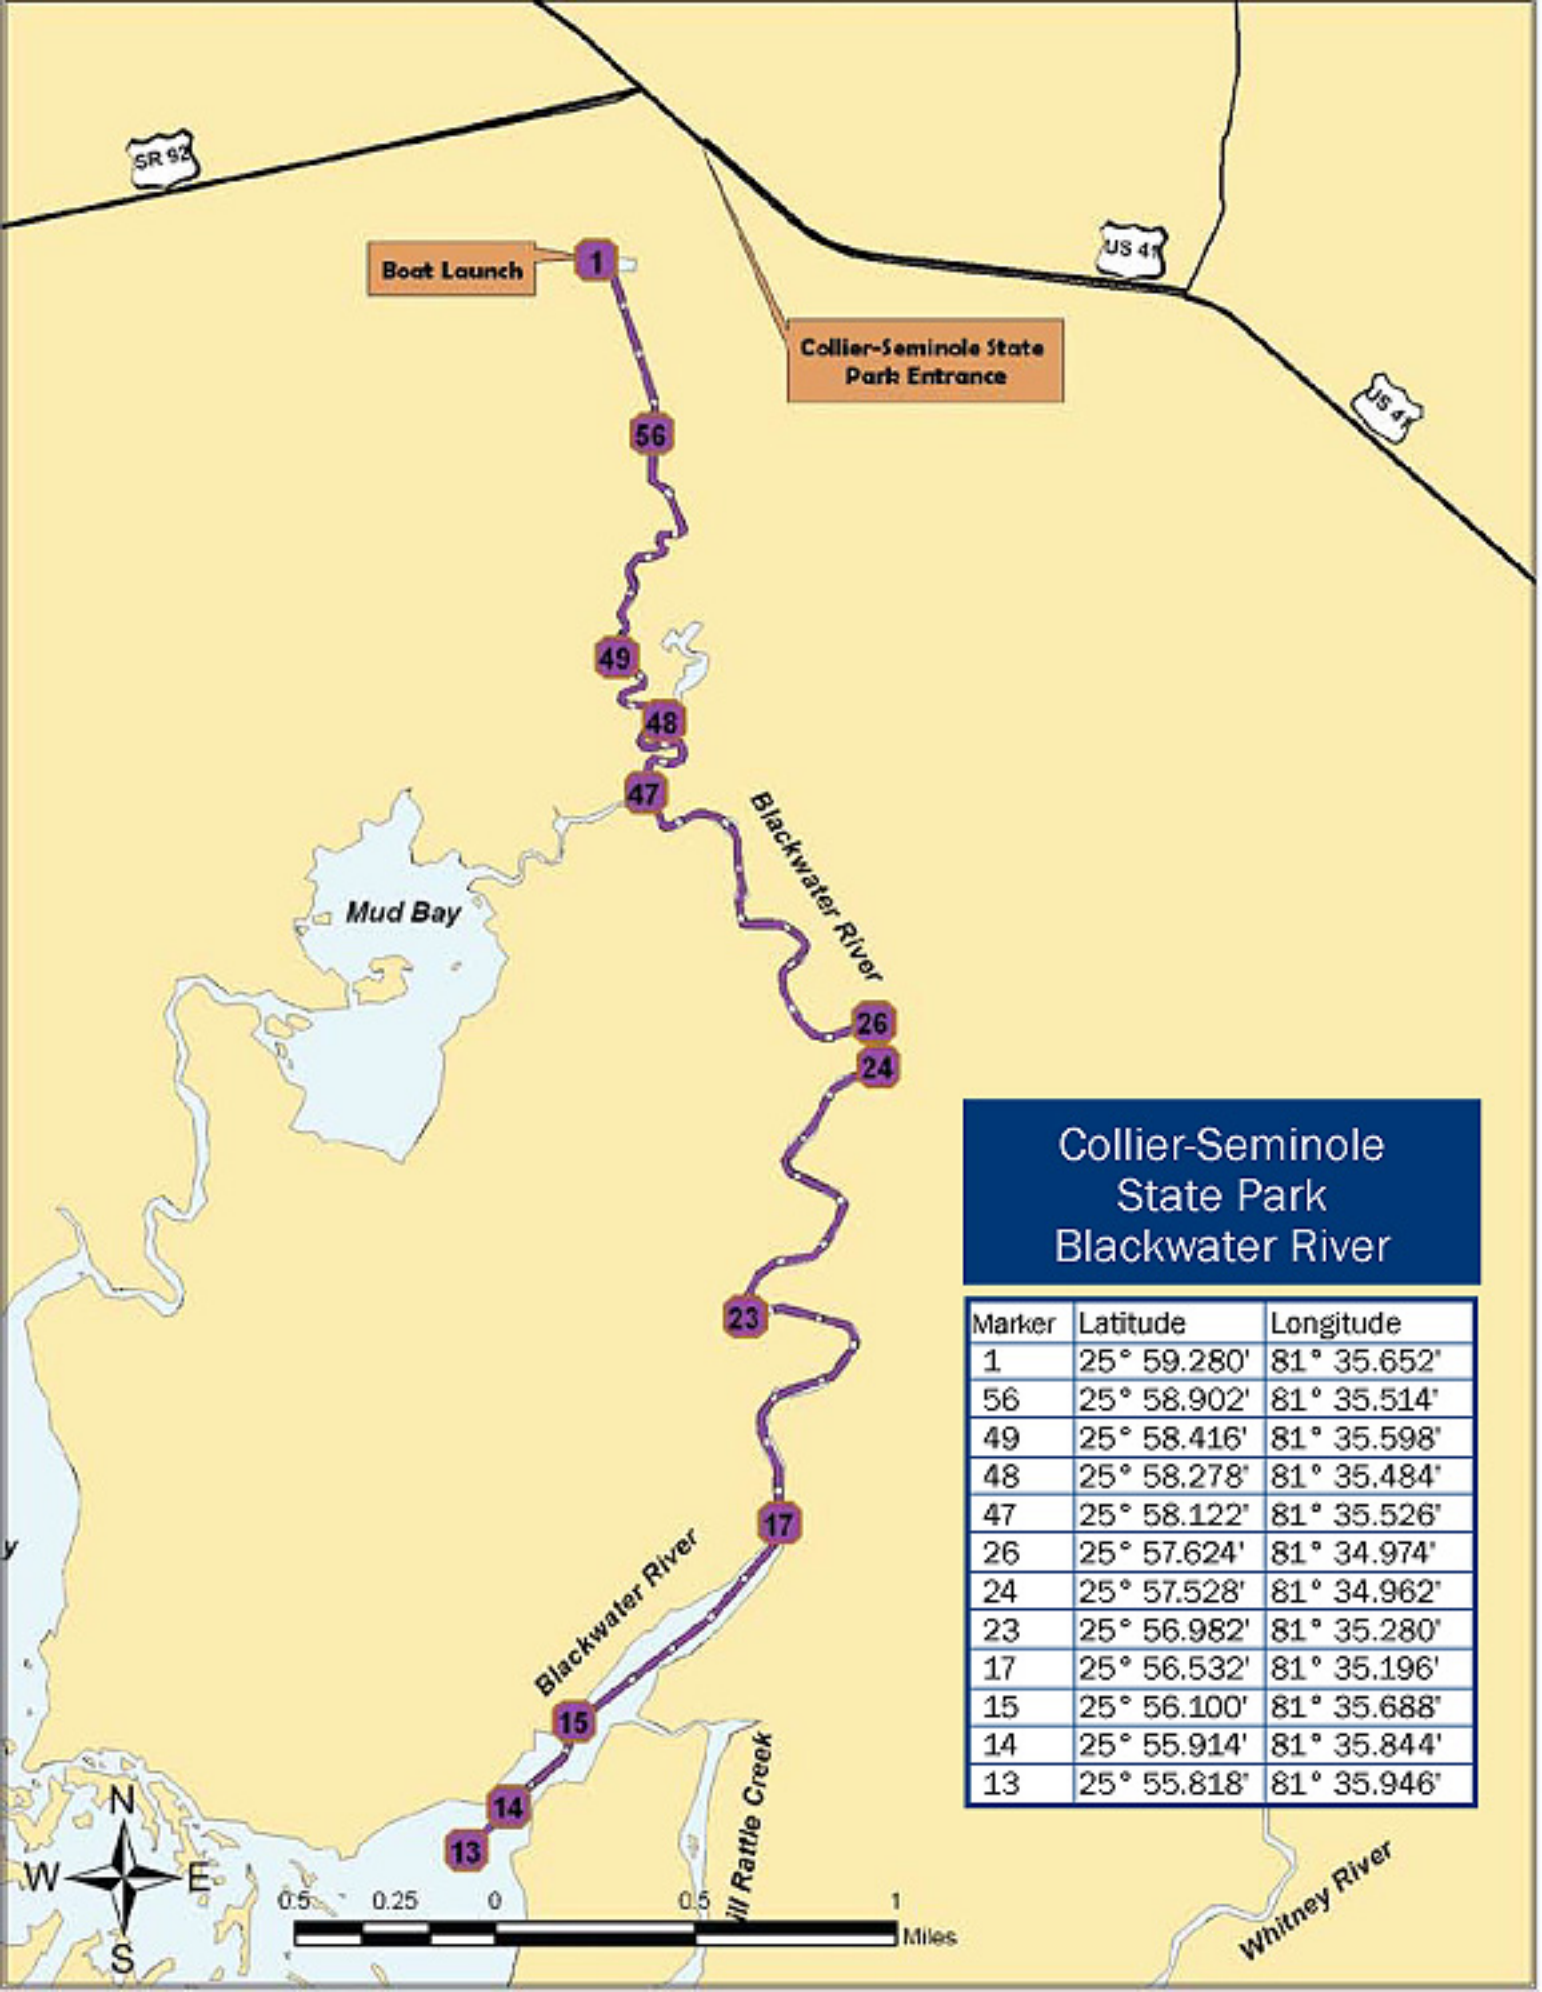 SR 92
US 41
Boat Launch
1
Collier-Seminole State
Park Entrance
US 41
56
49
48
47
Blackwater River
Mud Bay
26
24
23
17
Blackwater River
15
14
13
Rattle Creek
Whitney River
Collier-Seminole
State Park
Blackwater River
Marker Latitude Longitude
1 25° 59.280' 81° 35.652'
56 25° 58.902' 81° 35.514'
49 25° 58.416' 81° 35.598'
48 25° 58.278' 81° 35.484'
47 25° 58.122' 81° 35.526'
26 25° 57.624' 81° 34.974'
24 25° 57.528' 81° 34.962'
23 25° 56.982' 81° 35.280'
17 25° 56.532' 81° 35.196'
15 25° 56.100' 81° 35.688'
14 25° 55.914' 81° 35.844'
13 25° 55.818' 81° 35.946'
N
W E
S
0.5 0.25 0 0.5 1
Miles